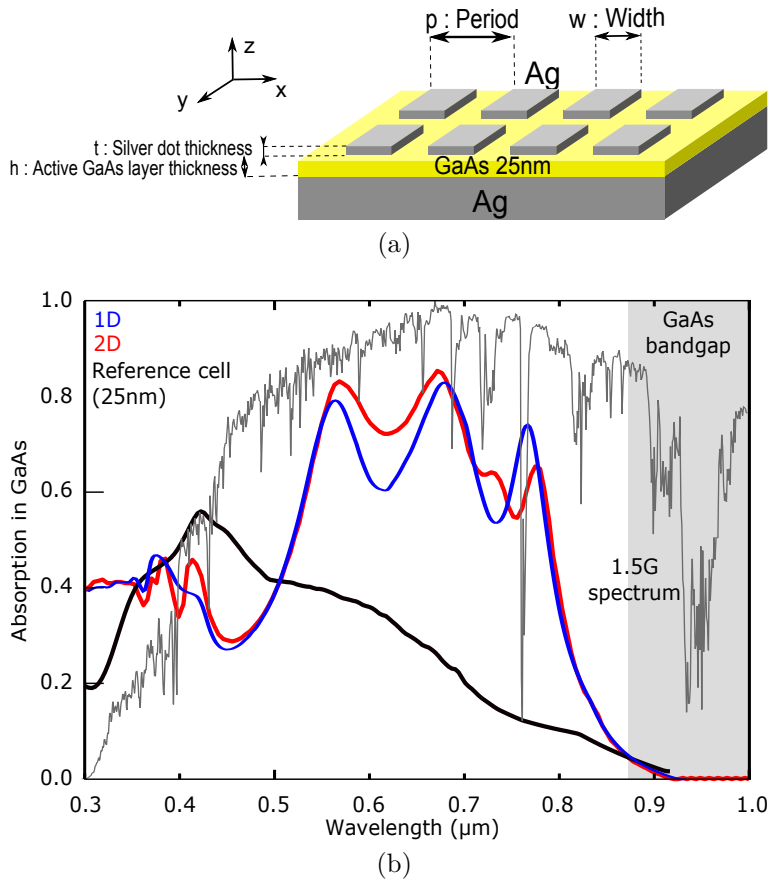 p : Period
w : Width
z
Ag
y
x
t : Silver dot thickness
h : Active GaAs layer thickness
GaAs 25nm
Ag
(a)
1.0
1D
2D
Reference cell
(25nm)
GaAs
bandgap
0.8
0.6
Absorption in GaAs
0.4
1.5G
spectrum
0.2
0.0
0.3
0.4
0.5
0.6
0.7
0.8
0.9
1.0
Wavelength (μm)
(b)